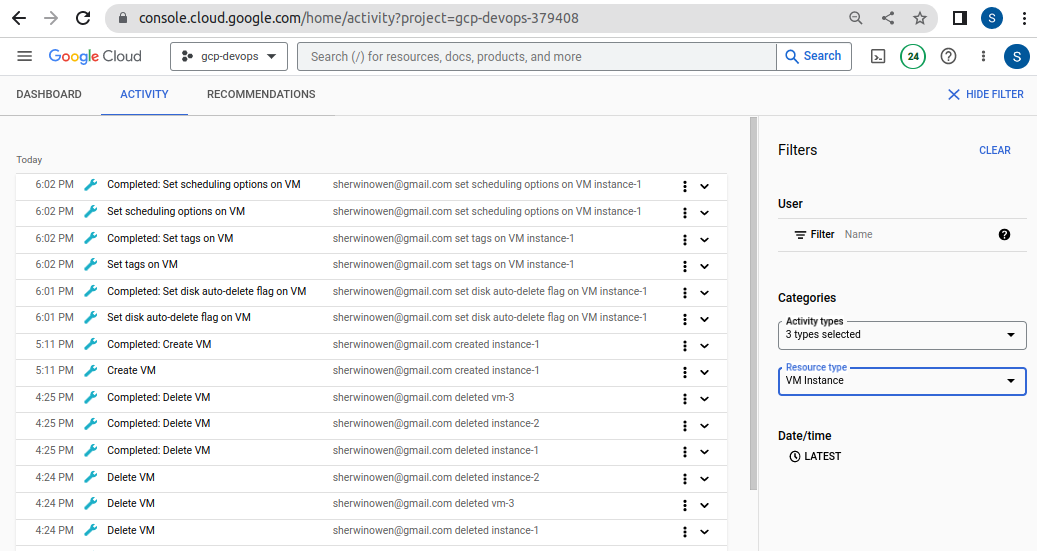 console.cloud.google.com/home/activity?project=gcp-devops-379408
S
Google Cloud
gcp-devops
Search (/) for resources, docs, products, and more
Search
24
S
DASHBOARD ACTIVITY RECOMMENDATIONS
HIDE FILTER
Today
6:02 PM Completed: Set scheduling options on VM sherwinowen@gmail.com set scheduling options on VM instance-1
6:02 PM Set scheduling options on VM sherwinowen@gmail.com set scheduling options on VM instance-1
6:02 PM Completed: Set tags on VM sherwinowen@gmail.com set tags on VM instance-1
6:02 PM Set tags on VM sherwinowen@gmail.com set tags on VM instance-1
6:01 PM Completed: Set disk auto-delete flag on VM sherwinowen@gmail.com set disk auto-delete flag on VM instance-1
6:01 PM Set disk auto-delete flag on VM sherwinowen@gmail.com set disk auto-delete flag on VM instance-1
5:11 PM Completed: Create VM sherwinowen@gmail.com created instance-1
5:11 PM Create VM sherwinowen@gmail.com created instance-1
4:25 PM Completed: Delete VM sherwinowen@gmail.com deleted vm-3
4:25 PM Completed: Delete VM sherwinowen@gmail.com deleted instance-2
4:25 PM Completed: Delete VM sherwinowen@gmail.com deleted instance-1
4:24 PM Delete VM sherwinowen@gmail.com deleted instance-2
4:24 PM Delete VM sherwinowen@gmail.com deleted vm-3
4:24 PM Delete VM sherwinowen@gmail.com deleted instance-1
Filters CLEAR
User
Filter Name
Categories
Activity types
3 types selected
Resource type
VM Instance
Date/time
LATEST